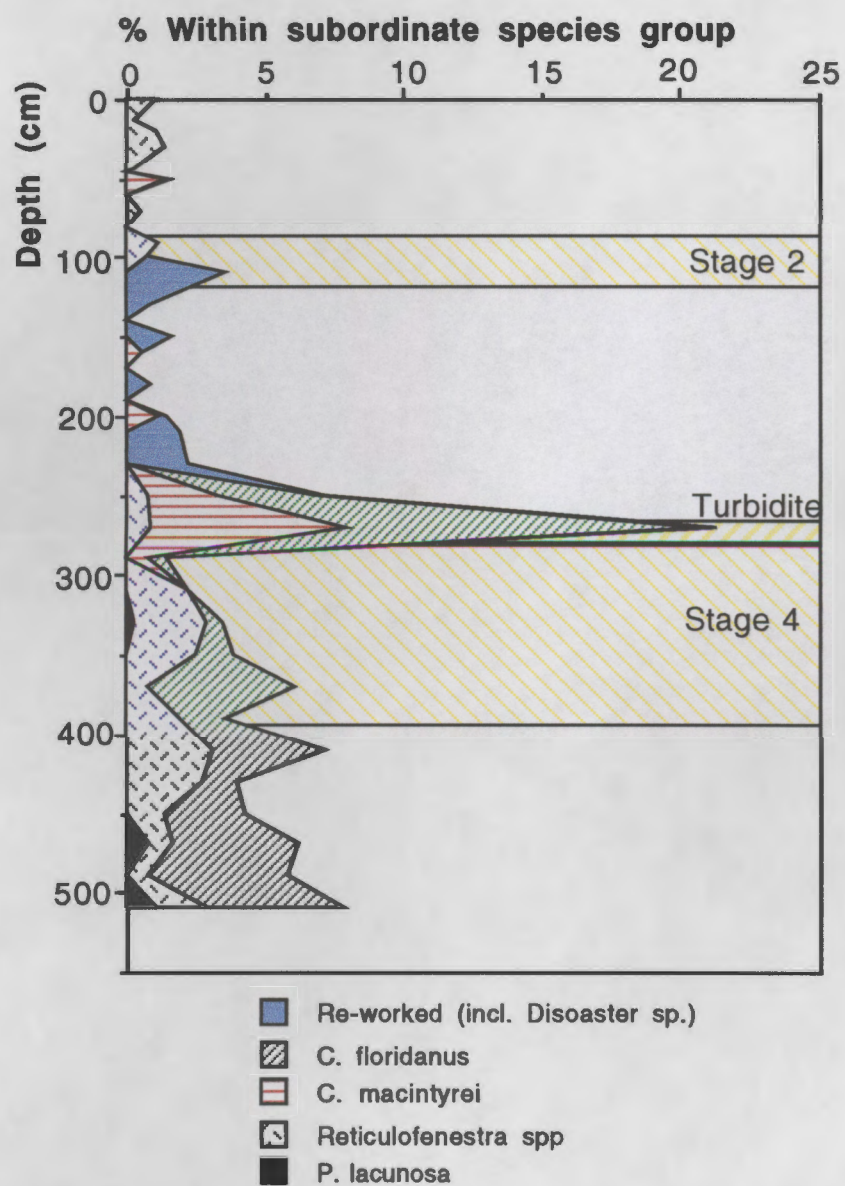 % Within subordinate species group
0 5 10 15 20 25
Depth (cm)
0
100
200
300
400
500
Stage 2
Turbidite
Stage 4
Re-worked (incl. Disoaster sp.)
C. floridanus
C. macintyrei
Reticulofenestra spp
P. lacunosa